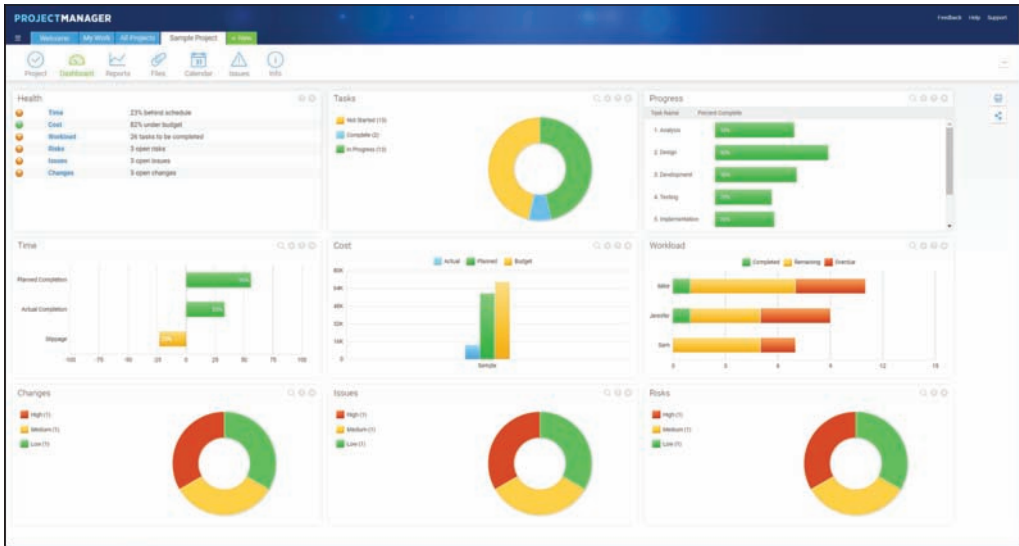 PROJECTMANAGER
Feedback Help Support
Welcome My Work All Projects Sample Project + New
Project Dashboard Reports Files Calendar Issues Info
Health
Time 23% behind schedule
Cost 82% under budget
Workload 26 tasks to be completed
Risks 3 open risks
Issues 3 open issues
Changes 3 open changes
Tasks
Not Started (13)
Complete (2)
In Progress (13)
Progress
Task Name Percent Complete
1. Analysis
2. Design
3. Development
4. Testing
5. Implementation
Time
Planned Completion
Actual Completion
Slippage
-100 -75 -50 -25 0 25 50 75 100
Cost
Actual Planned Budget
80K
64K
48K
32K
16K
0
Sample
Workload
Completed Remaining Overdue
Mike
Jennifer
Sam
0 3 6 9 12 15
Changes
High (1)
Medium (1)
Low (1)
Issues
High (1)
Medium (1)
Low (1)
Risks
High (1)
Medium (1)
Low (1)